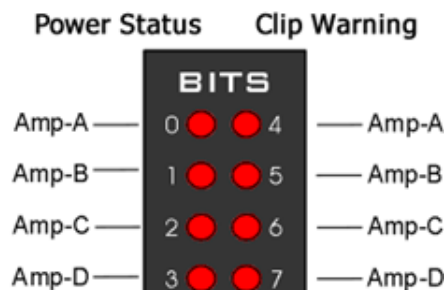 Power Status Clip Warning
BITS
Amp-A 0 4 Amp-A
Amp-B 1 5 Amp-B
Amp-C 2 6 Amp-C
Amp-D 3 7 Amp-D